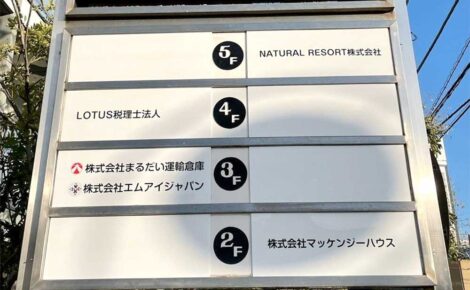 5F NATURAL RESORT株式会社
LOTUS税理士法人 4F
株式会社まるだい運輸倉庫
3F
株式会社エムアイジャパン
2F 株式会社マッケンジーハウス